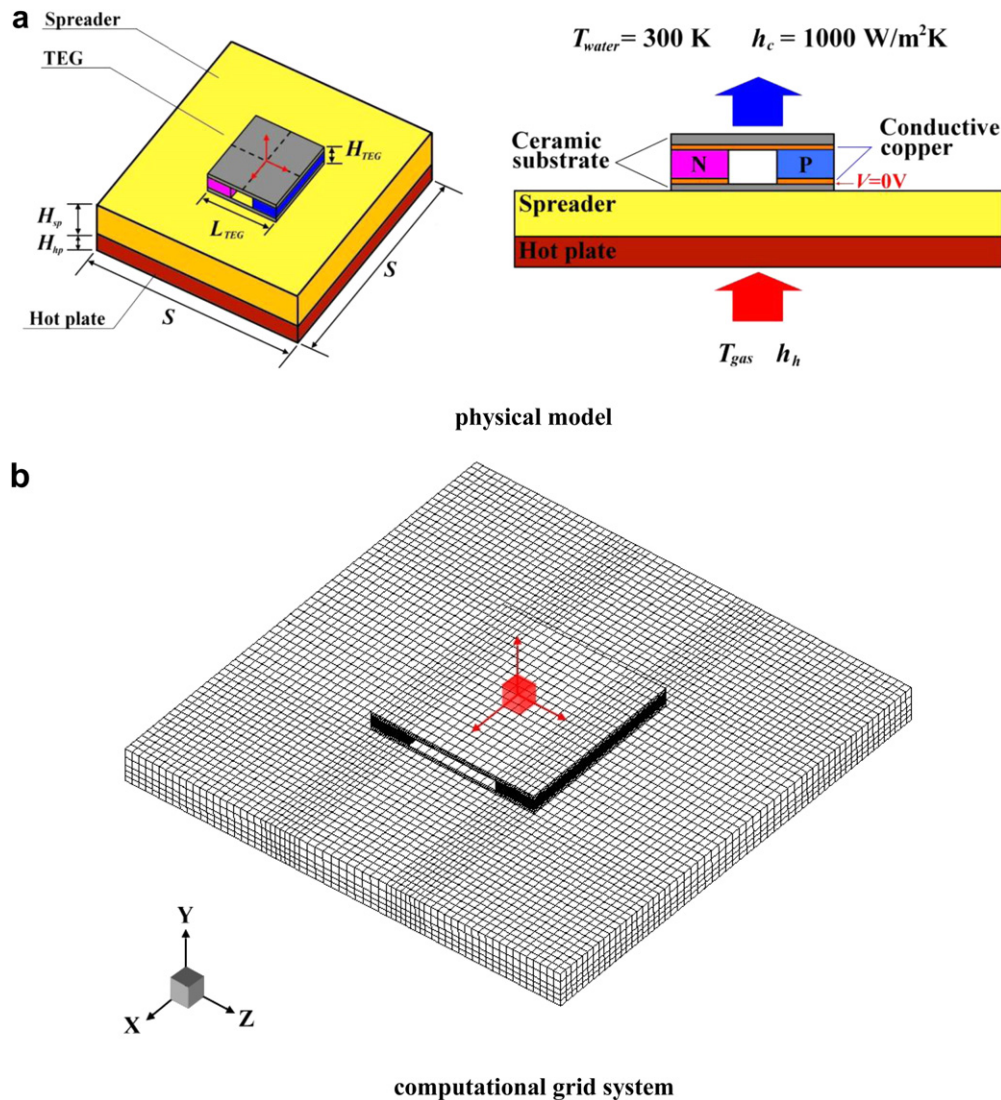 a
Spreader
TEG
H_TEG
L_TEG
H_sp
H_hp
S
S
Hot plate
T_water = 300 K h_c = 1000 W/m²K
Ceramic substrate
Conductive copper
N
P
V=0V
Spreader
Hot plate
T_gas h_h
physical model
b
Y
X
Z
computational grid system